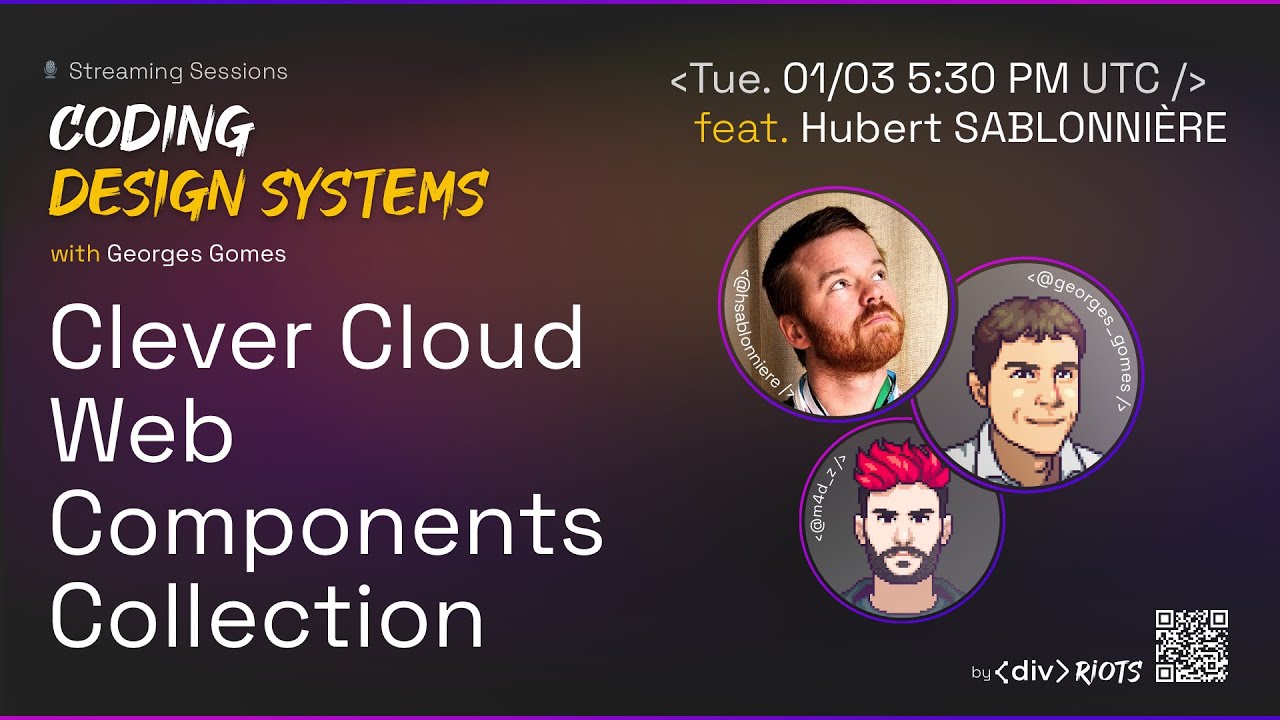 Streaming Sessions
CODING
DESIGN SYSTEMS
with Georges Gomes
Clever Cloud
Web
Components
Collection
<Tue. 01/03 5:30 PM UTC />
feat. Hubert SABLONNIÈRE
<@hsablonniere />
<@georges_gomes />
<@m4d_z />
by <div> RiOTS